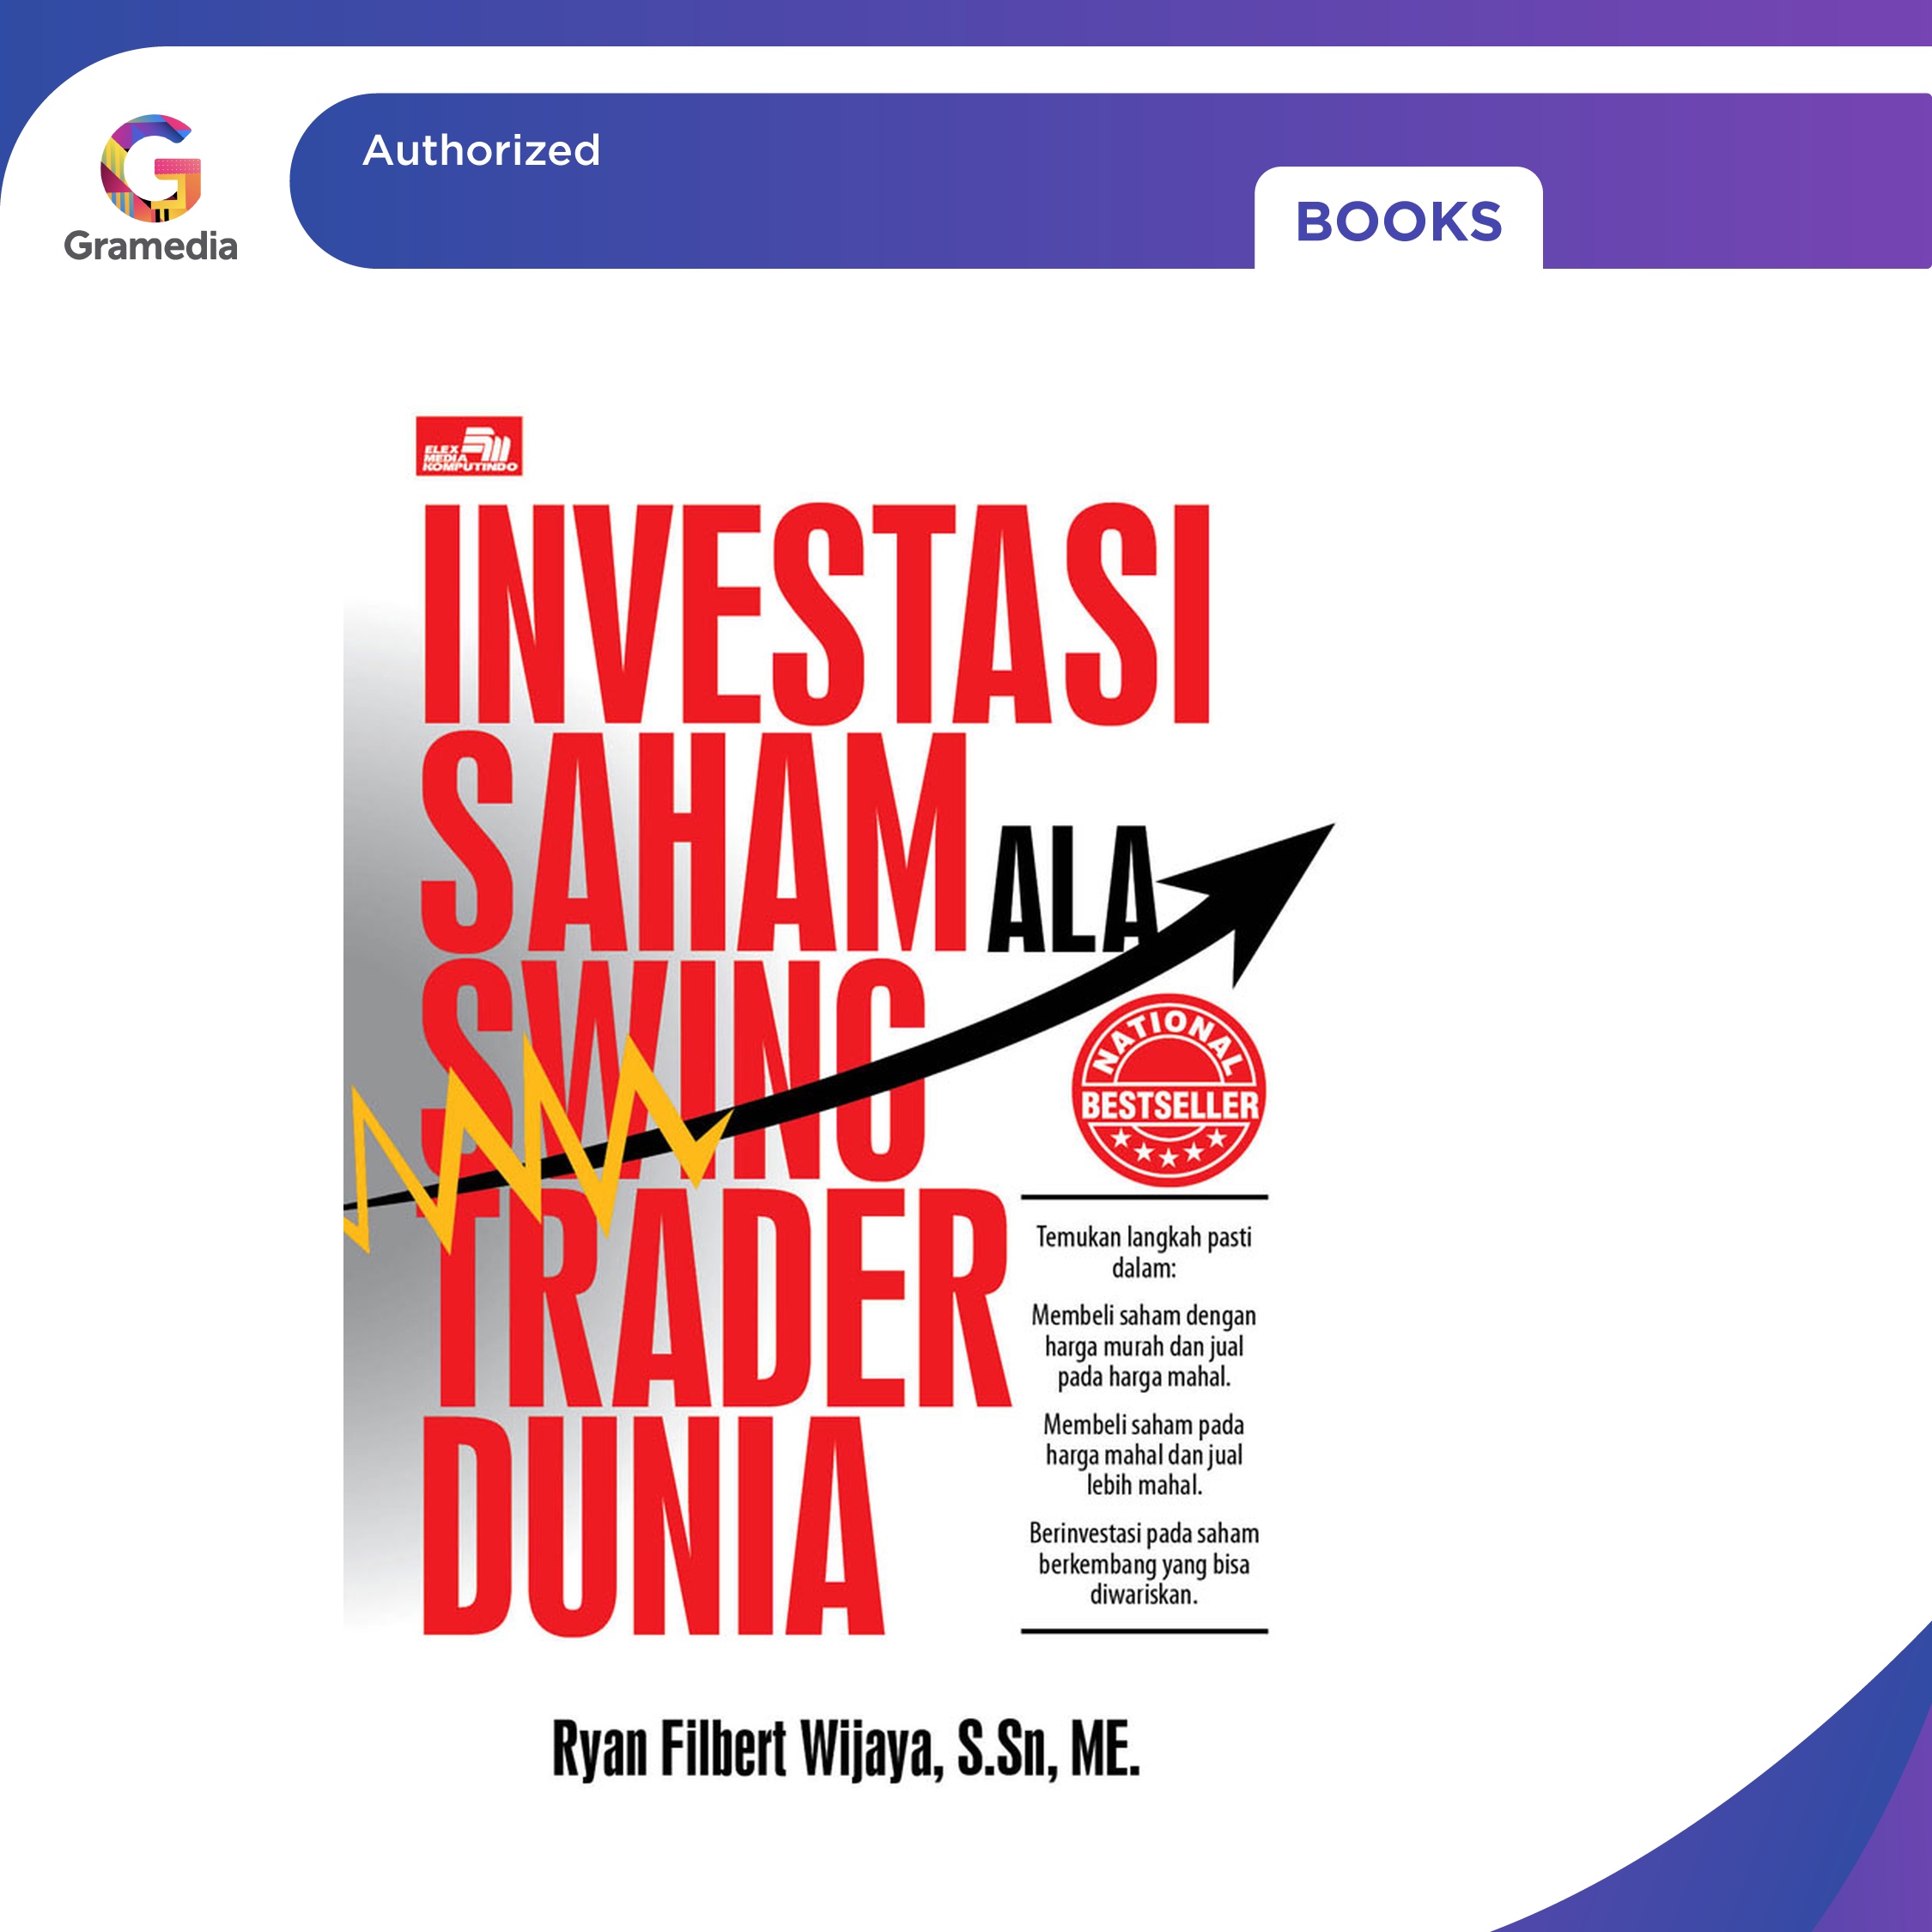 Gramedia
Authorized
BOOKS
ELEX
MEDIA
KOMPUTINDO
INVESTASI
SAHAM ALA
SWING
TRADER
DUNIA
NATIONAL
BESTSELLER
Temukan langkah pasti
dalam:
Membeli saham dengan
harga murah dan jual
pada harga mahal.
Membeli saham pada
harga mahal dan jual
lebih mahal.
Berinvestasi pada saham
berkembang yang bisa
diwariskan.
Ryan Filbert Wijaya, S.Sn, ME.